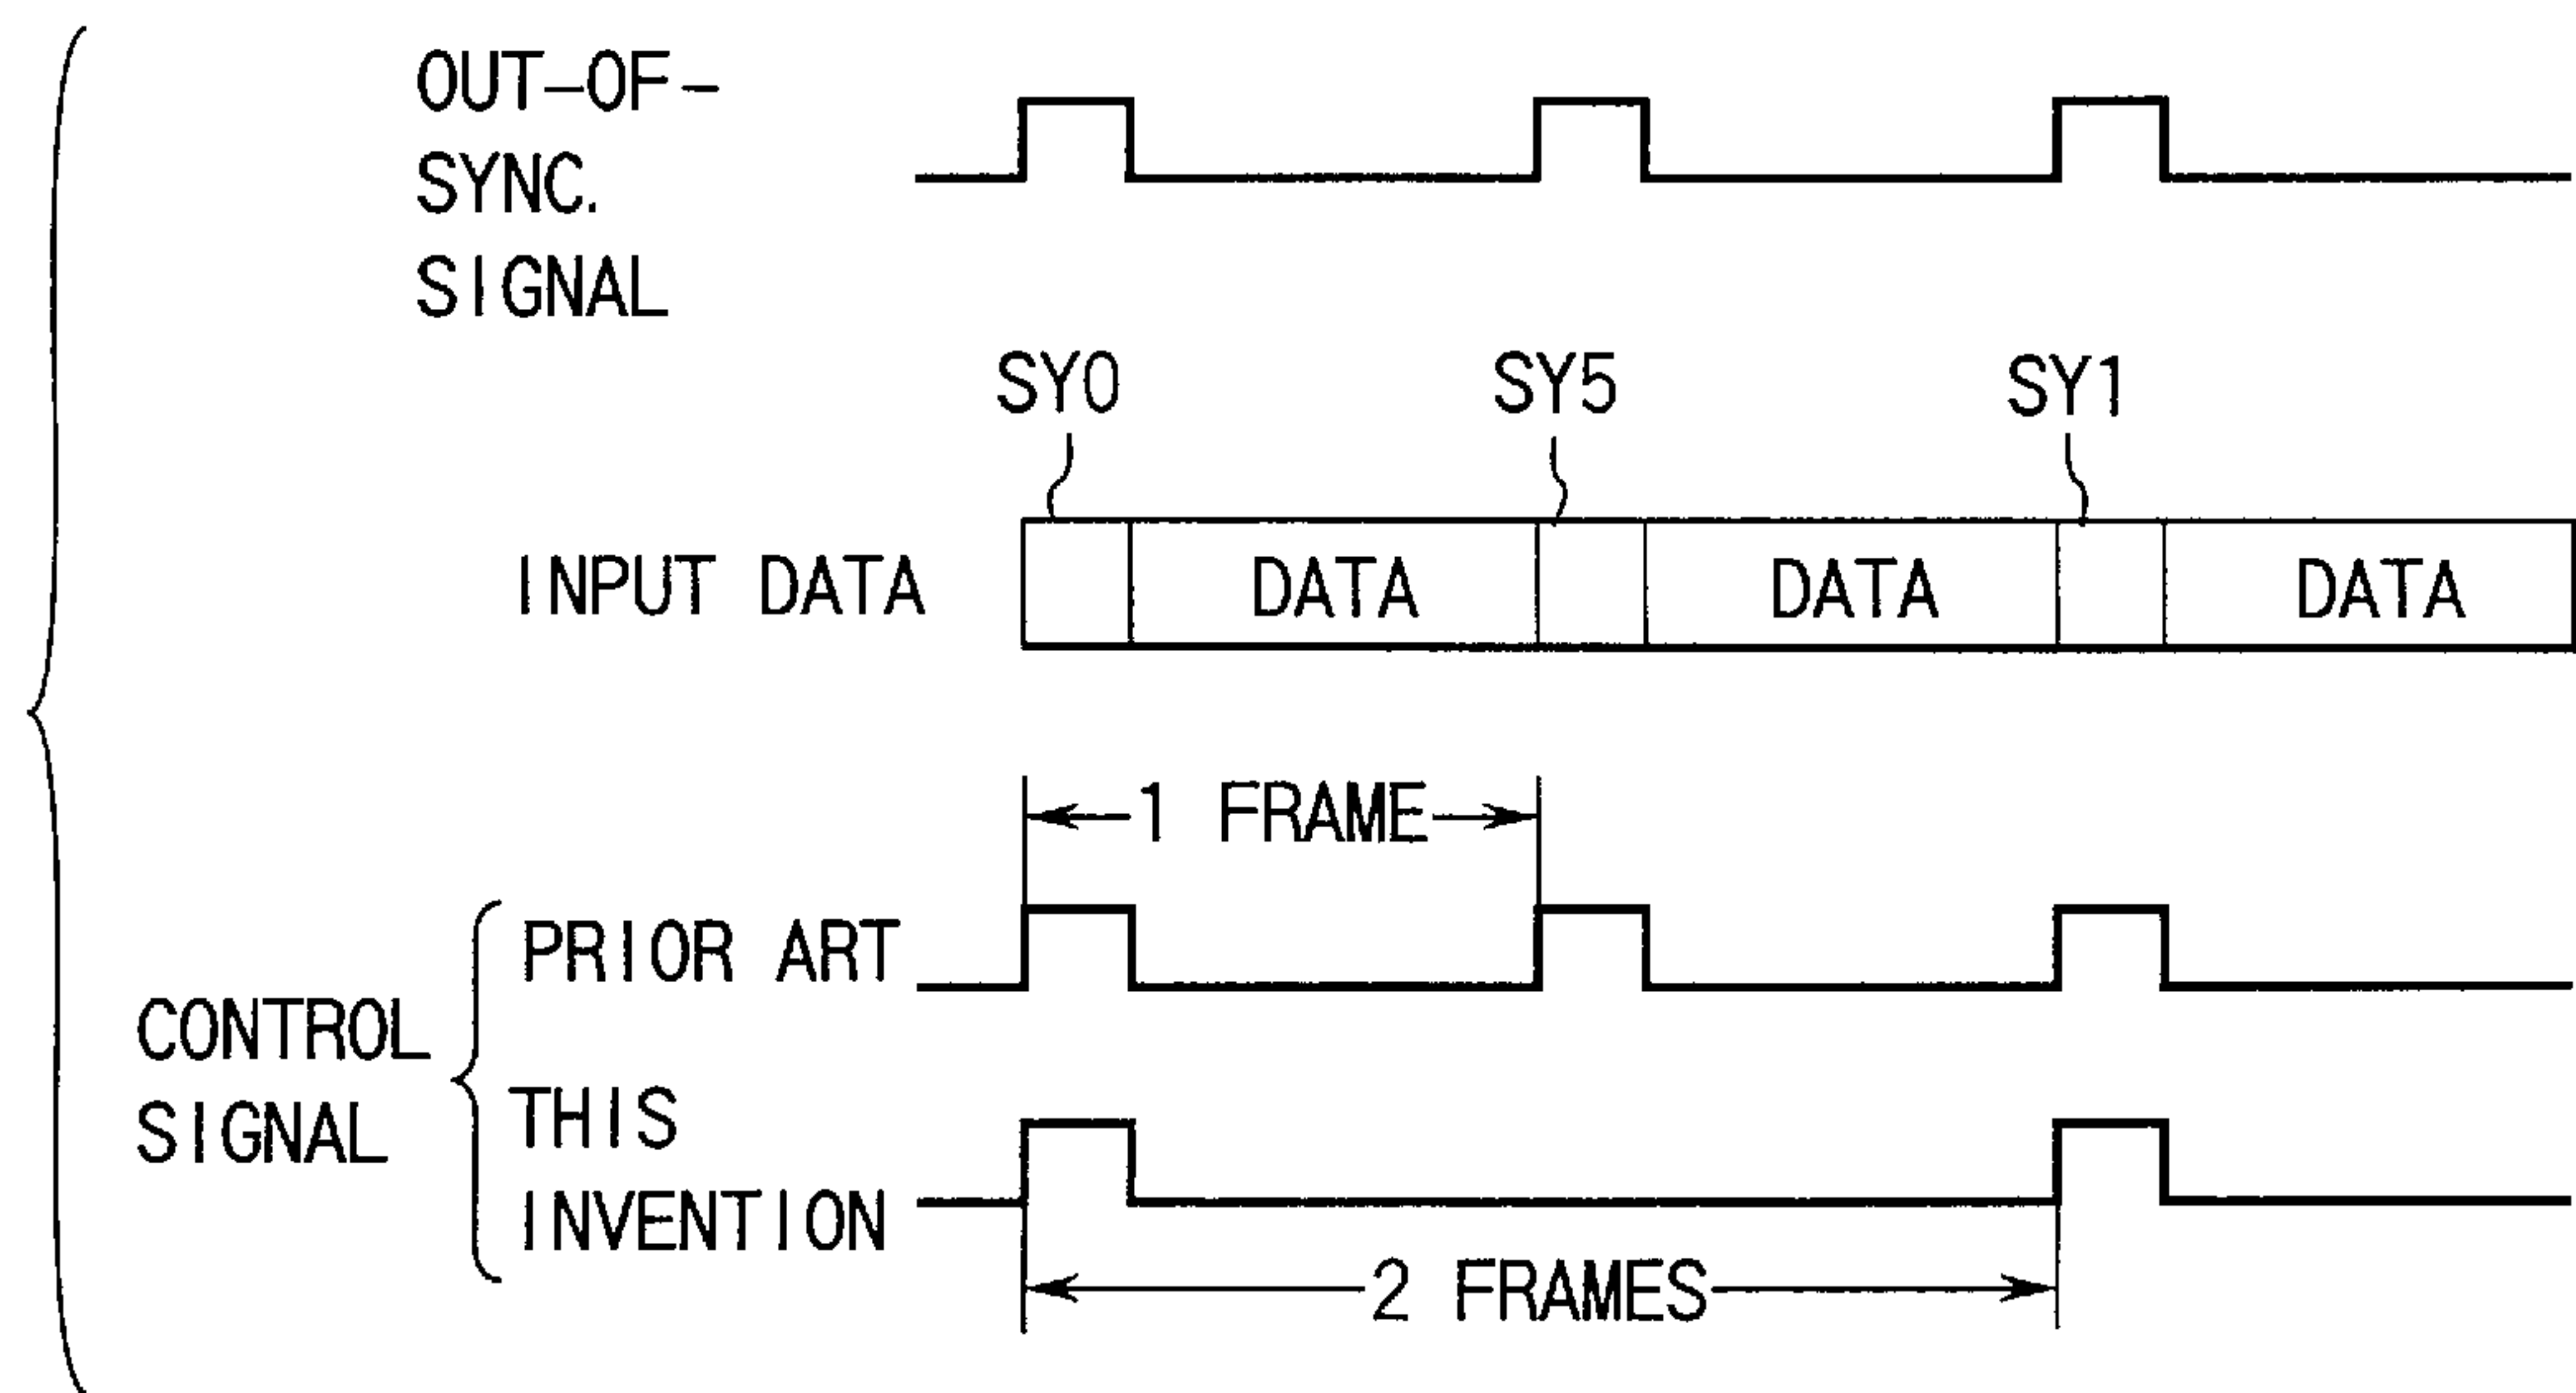 OUT-OF-
SYNC.
SIGNAL
SY0
SY5
SY1
INPUT DATA
DATA
DATA
DATA
1 FRAME
CONTROL
SIGNAL
PRIOR ART
THIS
INVENTION
2 FRAMES